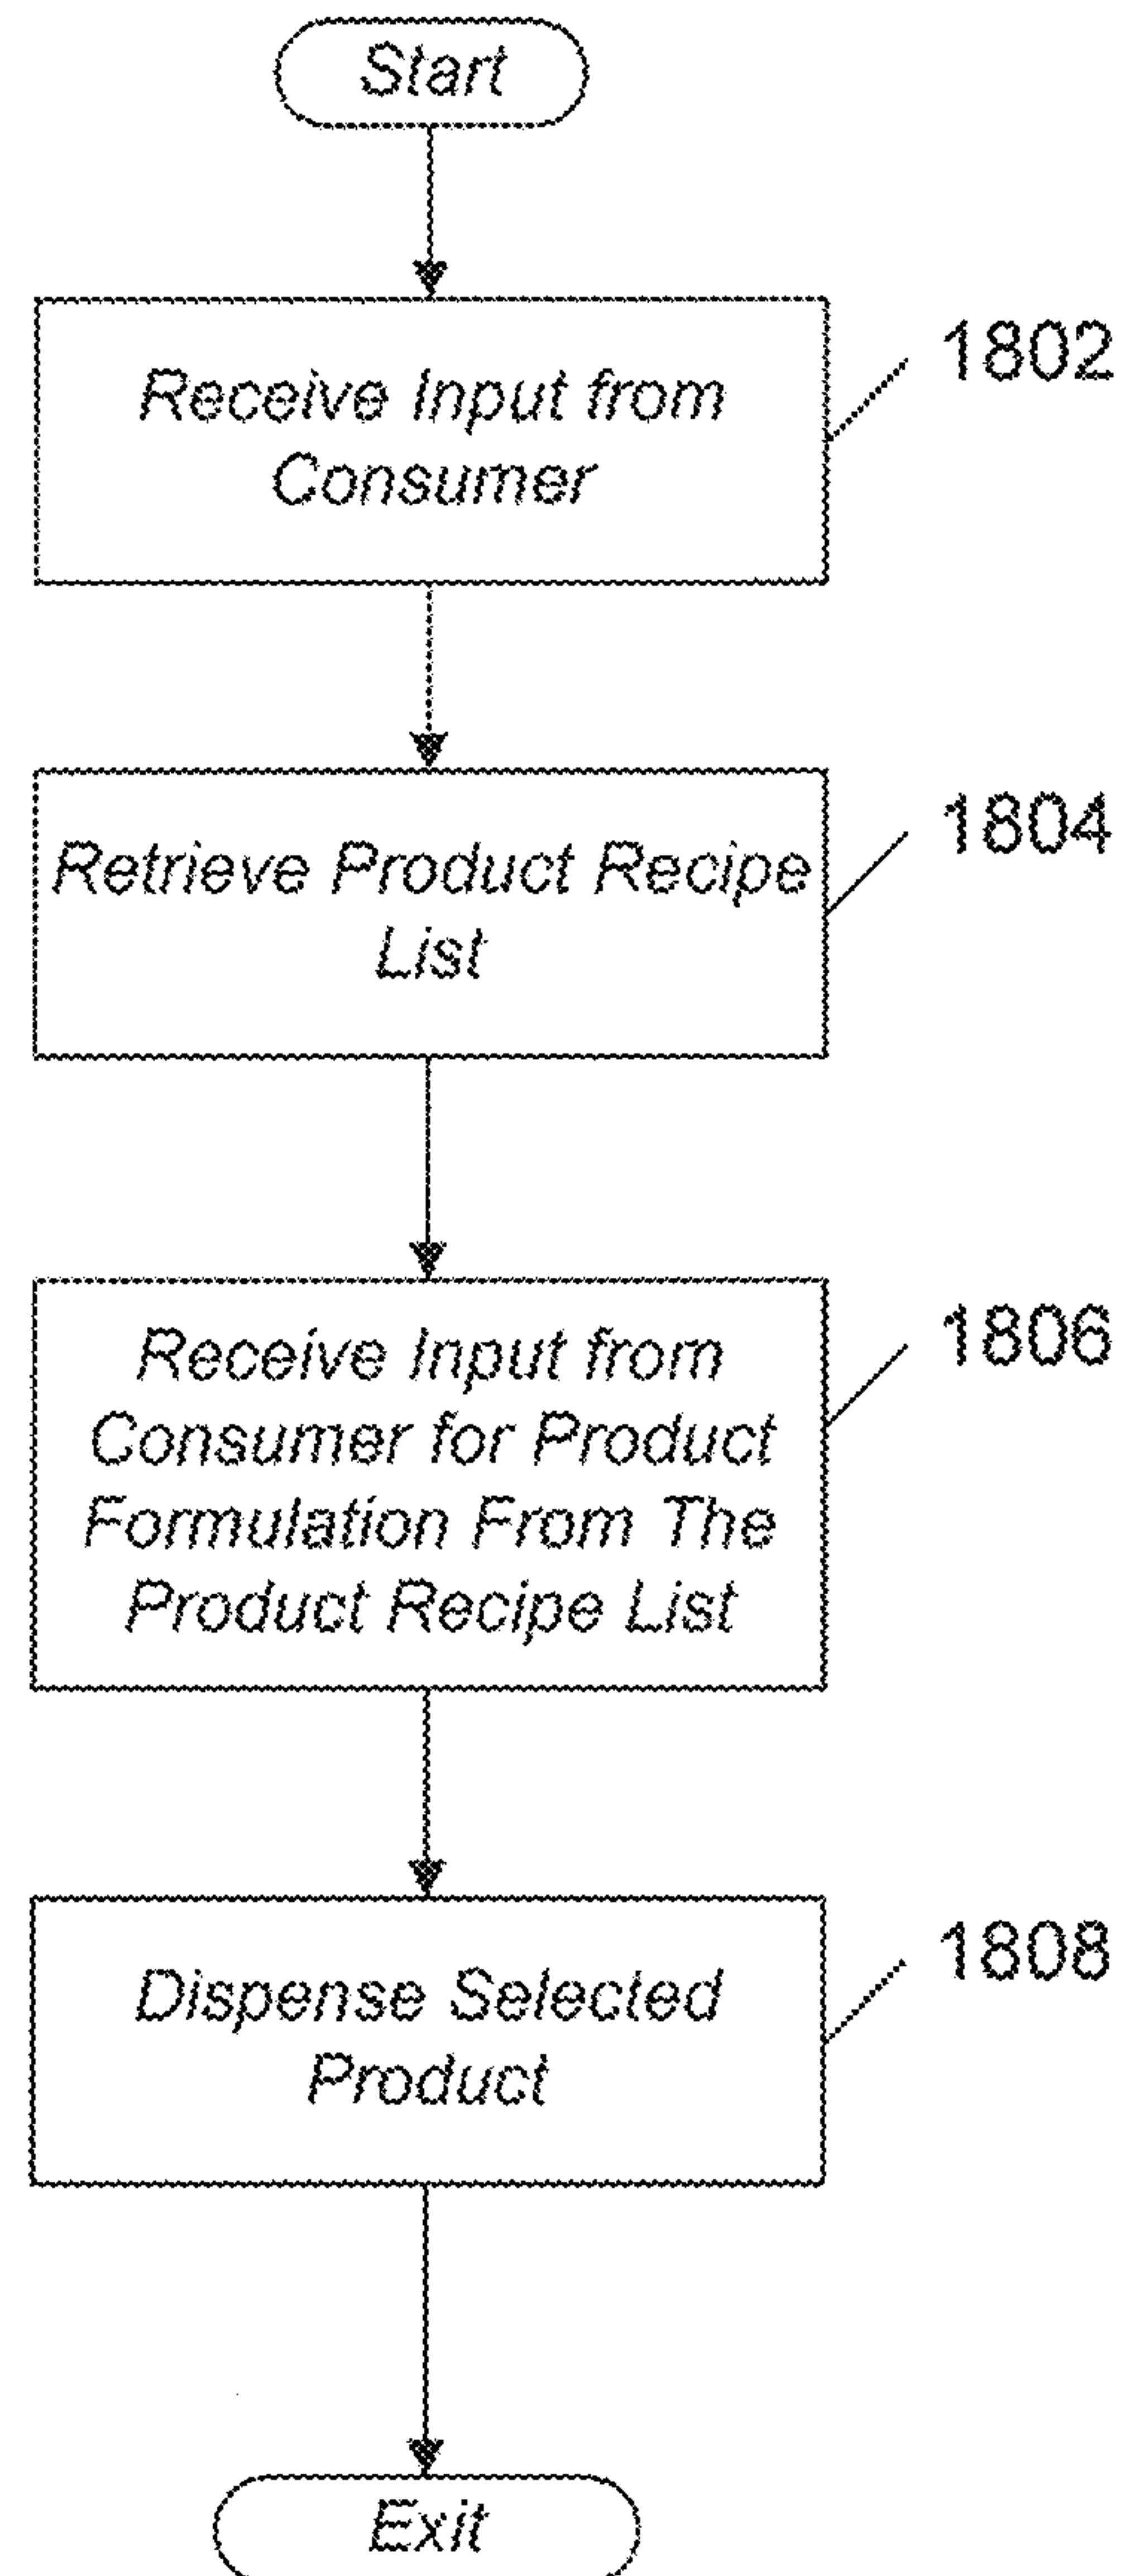 Start
Receive Input from
Consumer
1802
Retrieve Product Recipe
List
1804
Receive Input from
Consumer for Product
Formulation From The
Product Recipe List
1806
Dispense Selected
Product
1808
Exit